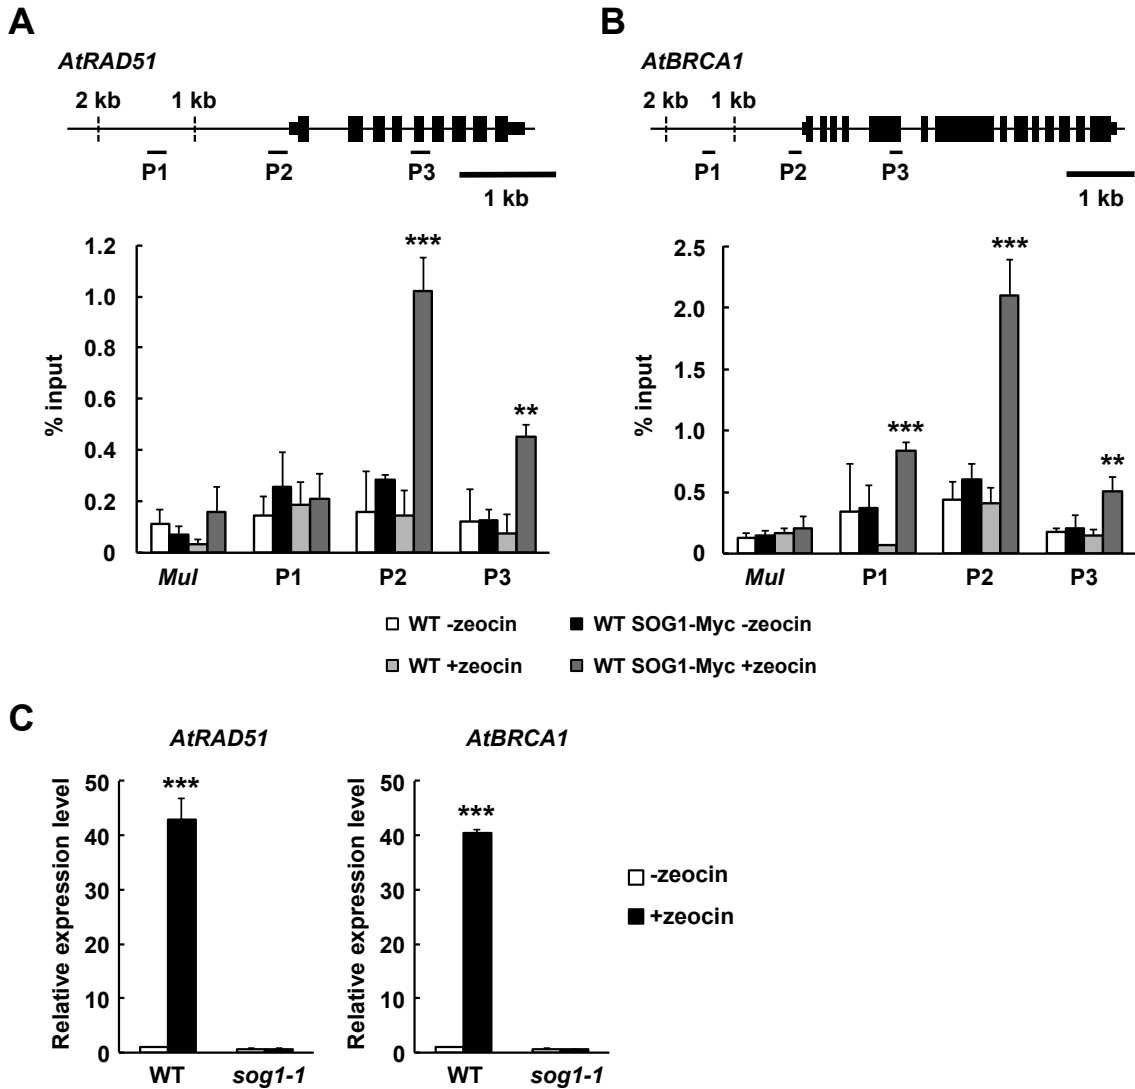 A
AtRAD51
2 kb 1 kb
P1 P2 P3
1 kb
% input
1.2
1.0
0.8
0.6
0.4
0.2
0
***
**
Mul P1 P2 P3
B
AtBRCA1
2 kb 1 kb
P1 P2 P3
1 kb
% input
2.5
2.0
1.5
1.0
0.5
0
***
***
**
Mul P1 P2 P3
WT -zeocin WT SOG1-Myc -zeocin
WT +zeocin WT SOG1-Myc +zeocin
C
AtRAD51
Relative expression level
50
40
30
20
10
0
***
WT sog1-1
AtBRCA1
Relative expression level
50
40
30
20
10
0
***
WT sog1-1
-zeocin
+zeocin